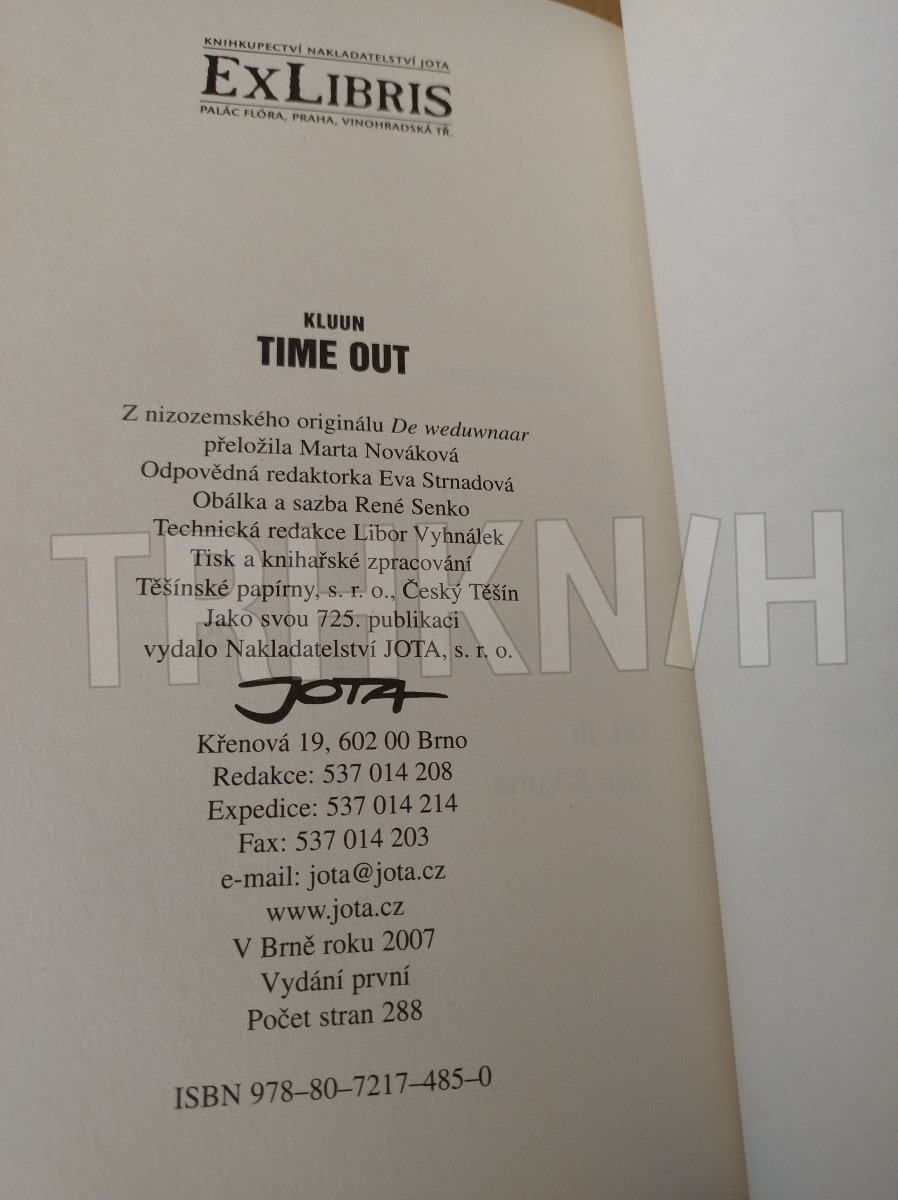 KNIHKUPECTVÍ NAKLADATELSTVÍ JOTA
EXLIBRIS
PALÁC FLÓRA, PRAHA, VINOHRADSKÁ TŘ.
KLUUN
TIME OUT
Z nizozemského originálu De weduwnaar
přeložila Marta Nováková
Odpovědná redaktorka Eva Strnadová
Obálka a sazba René Senko
Technická redakce Libor Vyhnálek
Tisk a knihařské zpracování
Těšínské papírny, s. r. o., Český Těšín
Jako svou 725. publikaci
vydalo Nakladatelství JOTA, s. r. o.
TRHKNIH
JOTA
Křenová 19, 602 00 Brno
Redakce: 537 014 208
Expedice: 537 014 214
Fax: 537 014 203
e-mail: jota@jota.cz
www.jota.cz
V Brně roku 2007
Vydání první
Počet stran 288
ISBN 978–80–7217–485–0